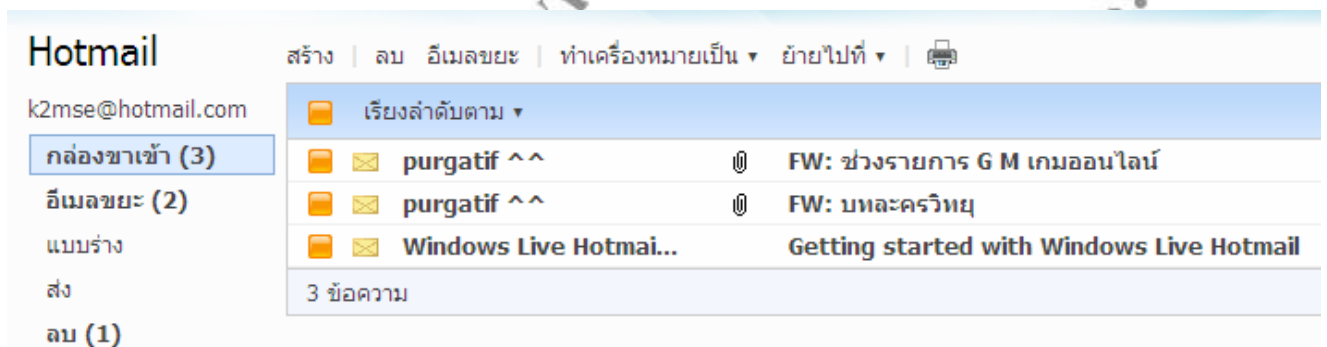 Hotmail
สร้าง | ลบ อีเมลขยะ | ทำเครื่องหมายเป็น ▾ ย้ายไปที่ ▾ |
k2mse@hotmail.com
เรียงลำดับตาม ▾
กล่องขาเข้า (3)
purgatif ^^ FW: ช่วงรายการ G M เกมออนไลน์
อีเมลขยะ (2)
purgatif ^^ FW: บทละครวิทยุ
แบบร่าง
Windows Live Hotmai... Getting started with Windows Live Hotmail
ส่ง
3 ข้อความ
ลบ (1)